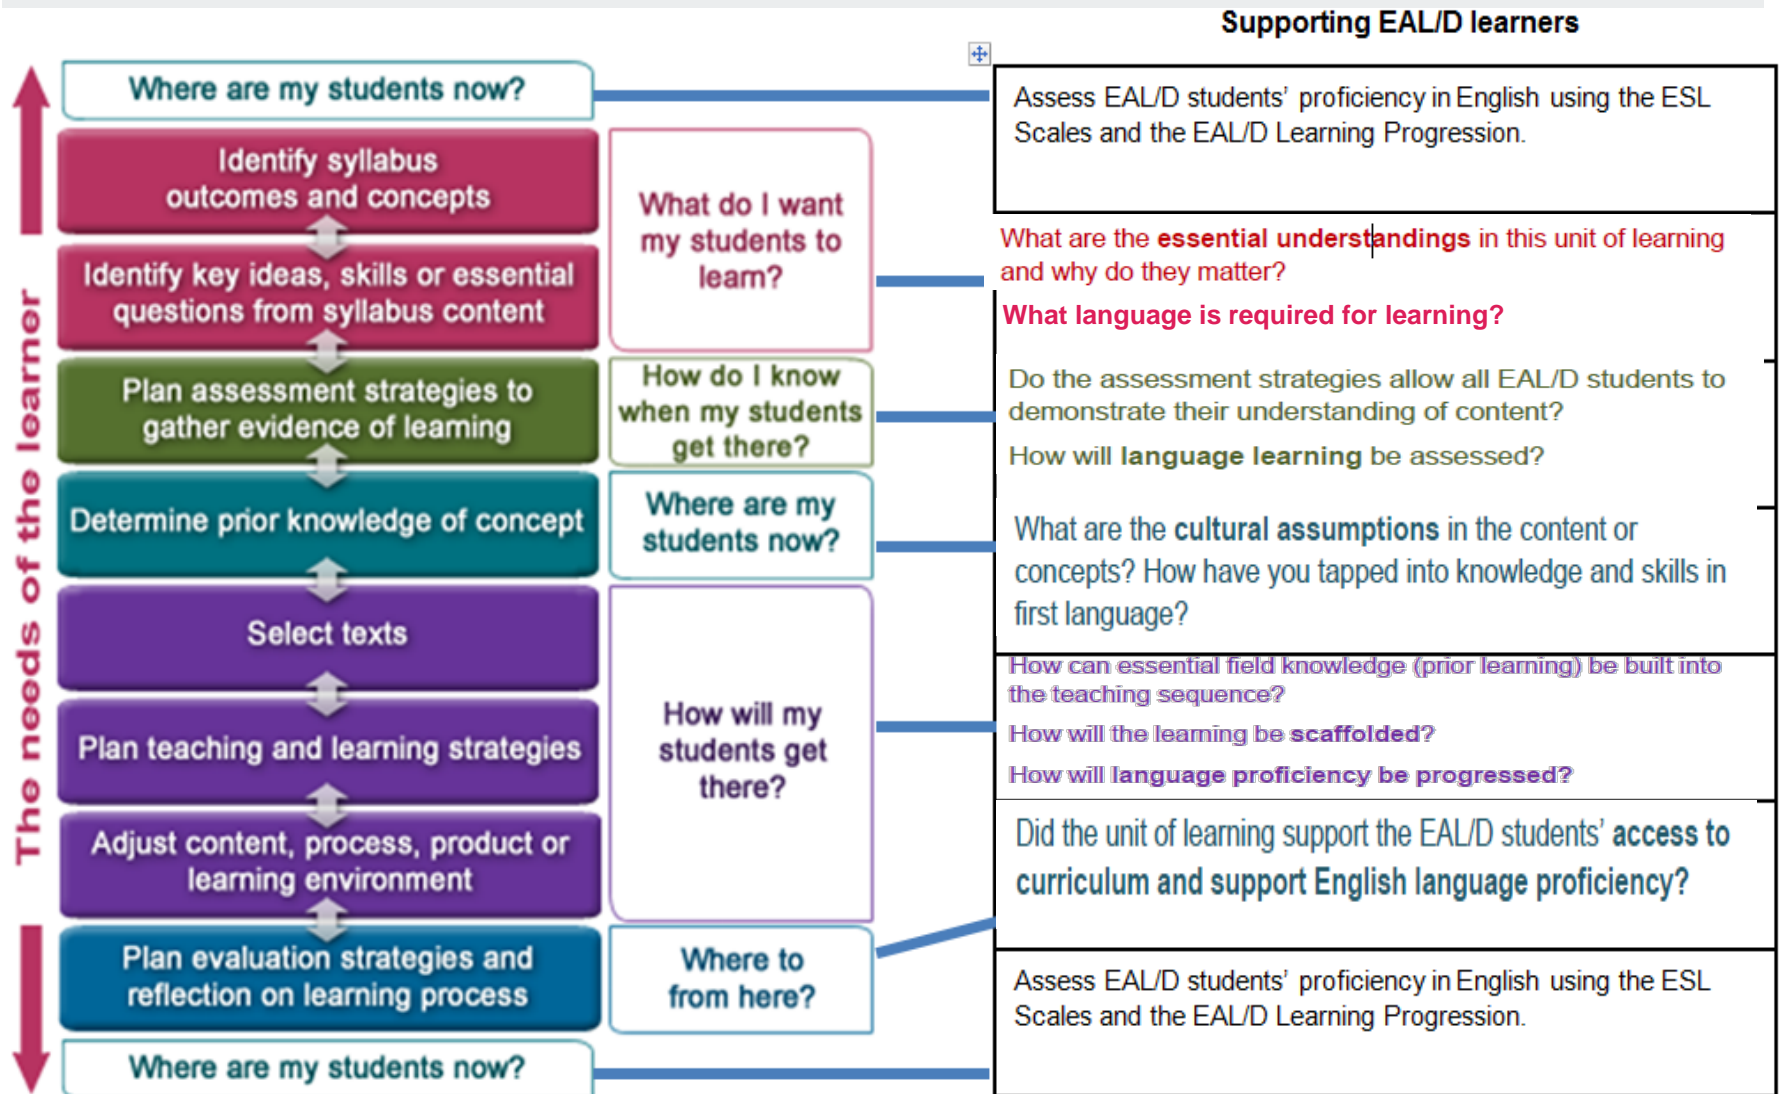 Supporting EAL/D learners
The needs of the learner
Where are my students now?
Identify syllabus
outcomes and concepts
Identify key ideas, skills or essential
questions from syllabus content
Plan assessment strategies to
gather evidence of learning
Determine prior knowledge of concept
Select texts
Plan teaching and learning strategies
Adjust content, process, product or
learning environment
Plan evaluation strategies and
reflection on learning process
Where are my students now?
What do I want
my students to
learn?
How do I know
when my students
get there?
Where are my
students now?
How will my
students get
there?
Where to
from here?
Assess EAL/D students' proficiency in English using the ESL
Scales and the EAL/D Learning Progression.
What are the essential understandings in this unit of learning
and why do they matter?
What language is required for learning?
Do the assessment strategies allow all EAL/D students to
demonstrate their understanding of content?
How will language learning be assessed?
What are the cultural assumptions in the content or
concepts? How have you tapped into knowledge and skills in
first language?
How can essential field knowledge (prior learning) be built into
the teaching sequence?
How will the learning be scaffolded?
How will language proficiency be progressed?
Did the unit of learning support the EAL/D students' access to
curriculum and support English language proficiency?
Assess EAL/D students' proficiency in English using the ESL
Scales and the EAL/D Learning Progression.